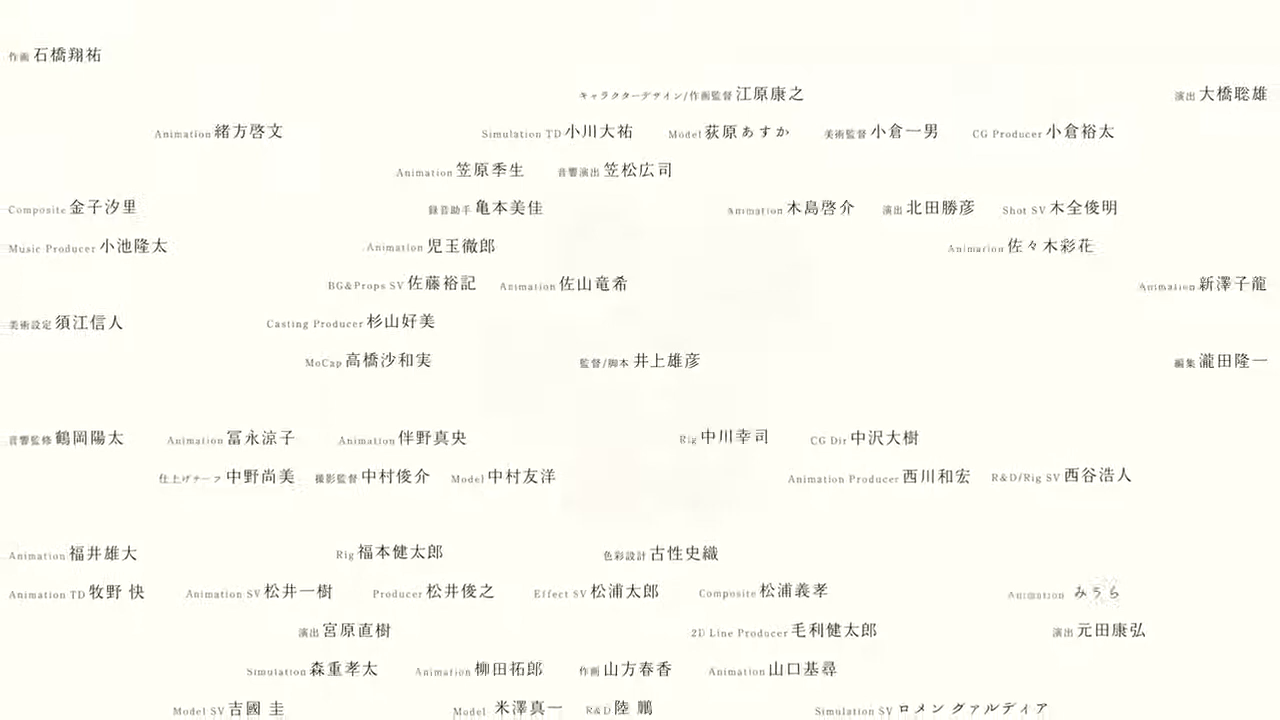 作画 石橋翔祐
キャラクターデザイン/作画監督 江原康之 演出 大橋聡雄
Animation 緒方啓文 Simulation TD 小川大祐 Model 荻原あすか 美術監督 小倉一男 CG Producer 小倉裕太
Animation 笠原季生 音響演出 笠松広司
Composite 金子汐里 録音助手 亀本美佳 Animation 木島啓介 演出 北田勝彦 Shot SV 木全俊明
Music Producer 小池隆太 Animation 児玉徹郎 Animation 佐々木彩花
BG&Props SV 佐藤裕記 Animation 佐山竜希 Animation 新澤子龍
美術設定 須江信人 Casting Producer 杉山好美
MoCap 高橋沙和実 監督/脚本 井上雄彦 編集 瀧田隆一
音響監修 鶴岡陽太 Animation 冨永涼子 Animation 伴野真央 Rig 中川幸司 CG Dir 中沢大樹
仕上げチーフ 中野尚美 撮影監督 中村俊介 Model 中村友洋 Animation Producer 西川和宏 R&D/Rig SV 西谷浩人
Animation 福井雄大 Rig 福本健太郎 色彩設計 古性史織
Animation TD 牧野 快 Animation SV 松井一樹 Producer 松井俊之 Effect SV 松浦太郎 Composite 松浦義孝 Animation みうら
演出 宮原直樹 2D Line Producer 毛利健太郎 演出 元田康弘
Simulation 森重孝太 Animation 柳田拓郎 作画 山方春香 Animation 山口基尋
Model SV 吉國 圭 Model 米澤真一 R&D 陸 鵬 Simulation SV ロメン グァルディア